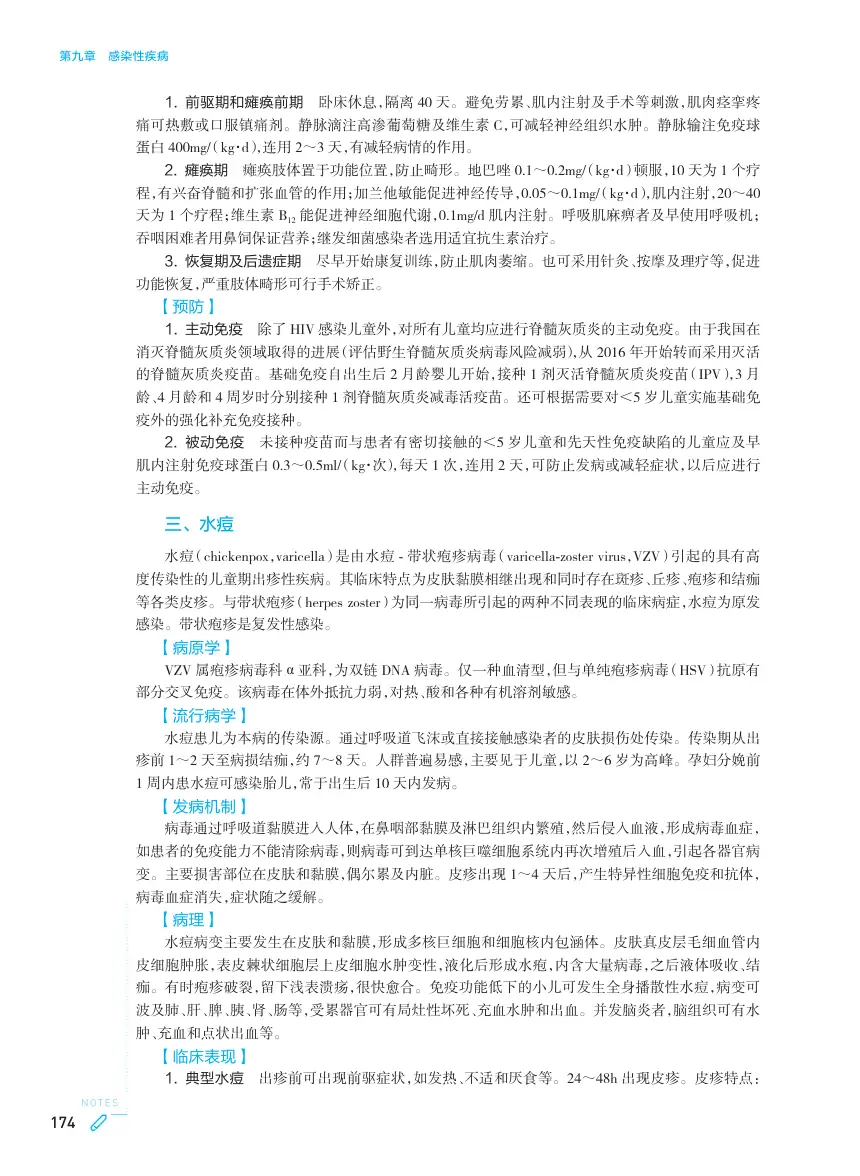 第九章 感染性疾病
1. 前驱期和瘫痪前期 卧床休息,隔离 40 天。避免劳累、肌内注射及手术等刺激,肌肉痉挛疼
痛可热敷或口服镇痛剂。静脉滴注高渗葡萄糖及维生素 C,可减轻神经组织水肿。静脉输注免疫球
蛋白 400mg/(kg·d),连用 2～3 天,有减轻病情的作用。
2. 瘫痪期 瘫痪肢体置于功能位置,防止畸形。地巴唑 0.1～0.2mg/(kg·d)顿服,10 天为 1 个疗
程,有兴奋脊髓和扩张血管的作用;加兰他敏能促进神经传导,0.05～0.1mg/(kg·d),肌内注射,20～40
天为 1 个疗程;维生素 B₁₂ 能促进神经细胞代谢,0.1mg/d 肌内注射。呼吸肌麻痹者及早使用呼吸机;
吞咽困难者用鼻饲保证营养;继发细菌感染者选用适宜抗生素治疗。
3. 恢复期及后遗症期 尽早开始康复训练,防止肌肉萎缩。也可采用针灸、按摩及理疗等,促进
功能恢复,严重肢体畸形可行手术矫正。
【预防】
1. 主动免疫 除了 HIV 感染儿童外,对所有儿童均应进行脊髓灰质炎的主动免疫。由于我国在
消灭脊髓灰质炎领域取得的进展(评估野生脊髓灰质炎病毒风险减弱),从 2016 年开始转而采用灭活
的脊髓灰质炎疫苗。基础免疫自出生后 2 月龄婴儿开始,接种 1 剂灭活脊髓灰质炎疫苗(IPV),3 月
龄、4 月龄和 4 周岁时分别接种 1 剂脊髓灰质炎减毒活疫苗。还可根据需要对＜5 岁儿童实施基础免
疫外的强化补充免疫接种。
2. 被动免疫 未接种疫苗而与患者有密切接触的＜5 岁儿童和先天性免疫缺陷的儿童应及早
肌内注射免疫球蛋白 0.3～0.5ml/(kg·次),每天 1 次,连用 2 天,可防止发病或减轻症状,以后应进行
主动免疫。
三、水痘
水痘(chickenpox,varicella)是由水痘 - 带状疱疹病毒(varicella-zoster virus,VZV)引起的具有高
度传染性的儿童期出疹性疾病。其临床特点为皮肤黏膜相继出现和同时存在斑疹、丘疹、疱疹和结痂
等各类皮疹。与带状疱疹(herpes zoster)为同一病毒所引起的两种不同表现的临床病症,水痘为原发
感染。带状疱疹是复发性感染。
【病原学】
VZV 属疱疹病毒科 α 亚科,为双链 DNA 病毒。仅一种血清型,但与单纯疱疹病毒(HSV)抗原有
部分交叉免疫。该病毒在体外抵抗力弱,对热、酸和各种有机溶剂敏感。
【流行病学】
水痘患儿为本病的传染源。通过呼吸道飞沫或直接接触感染者的皮肤损伤处传染。传染期从出
疹前 1～2 天至病损结痂,约 7～8 天。人群普遍易感,主要见于儿童,以 2～6 岁为高峰。孕妇分娩前
1 周内患水痘可感染胎儿,常于出生后 10 天内发病。
【发病机制】
病毒通过呼吸道黏膜进入人体,在鼻咽部黏膜及淋巴组织内繁殖,然后侵入血液,形成病毒血症,
如患者的免疫能力不能清除病毒,则病毒可到达单核巨噬细胞系统内再次增殖后入血,引起各器官病
变。主要损害部位在皮肤和黏膜,偶尔累及内脏。皮疹出现 1～4 天后,产生特异性细胞免疫和抗体,
病毒血症消失,症状随之缓解。
【病理】
水痘病变主要发生在皮肤和黏膜,形成多核巨细胞和细胞核内包涵体。皮肤真皮层毛细血管内
皮细胞肿胀,表皮棘状细胞层上皮细胞水肿变性,液化后形成水疱,内含大量病毒,之后液体吸收、结
痂。有时疱疹破裂,留下浅表溃疡,很快愈合。免疫功能低下的小儿可发生全身播散性水痘,病变可
波及肺、肝、脾、胰、肾、肠等,受累器官可有局灶性坏死、充血水肿和出血。并发脑炎者,脑组织可有水
肿、充血和点状出血等。
【临床表现】
1. 典型水痘 出疹前可出现前驱症状,如发热、不适和厌食等。24～48h 出现皮疹。皮疹特点:
NOTES
174